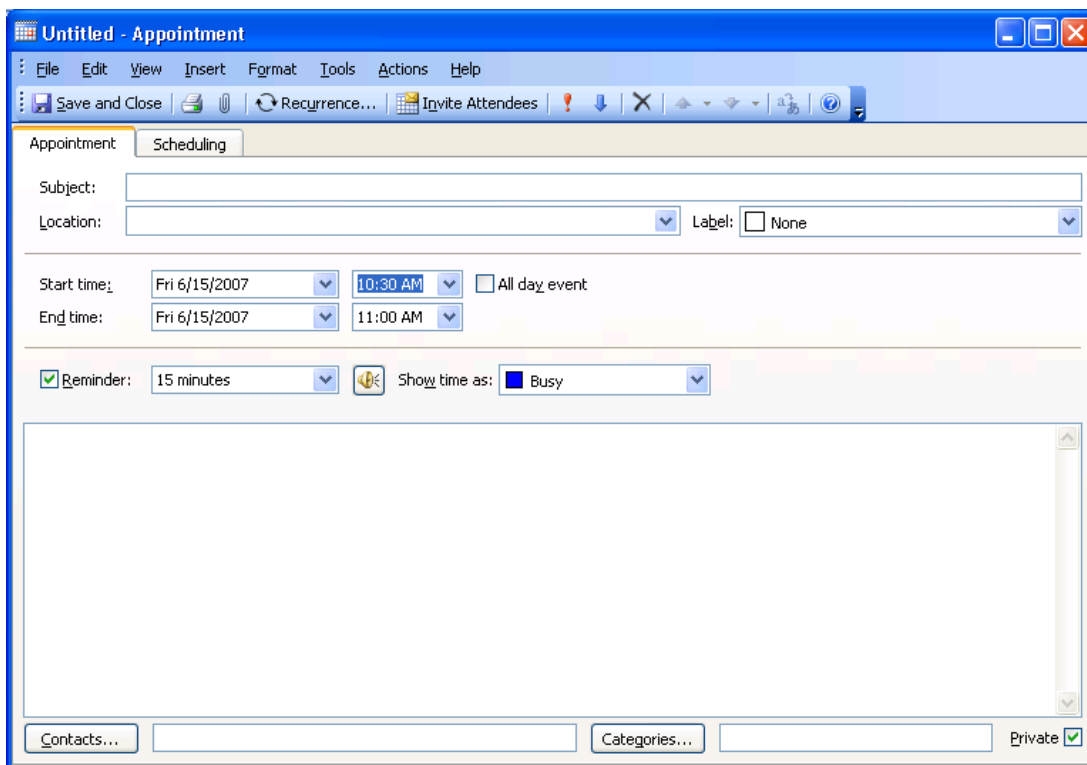 Untitled - Appointment
File Edit View Insert Format Tools Actions Help
Save and Close Recurrence... Invite Attendees
Appointment Scheduling
Subject:
Location: Label: None
Start time: Fri 6/15/2007 10:30 AM All day event
End time: Fri 6/15/2007 11:00 AM
Reminder: 15 minutes Show time as: Busy
Contacts... Categories... Private